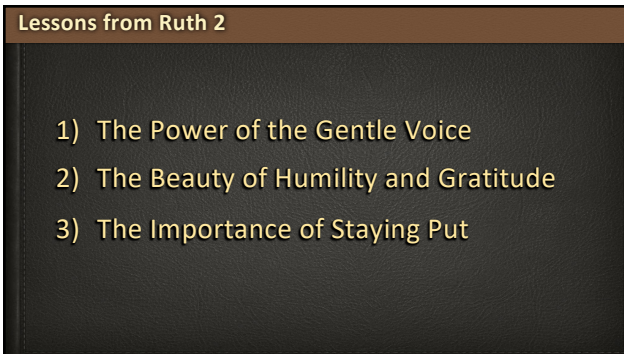 Lessons from Ruth 2
1) The Power of the Gentle Voice
2) The Beauty of Humility and Gratitude
3) The Importance of Staying Put